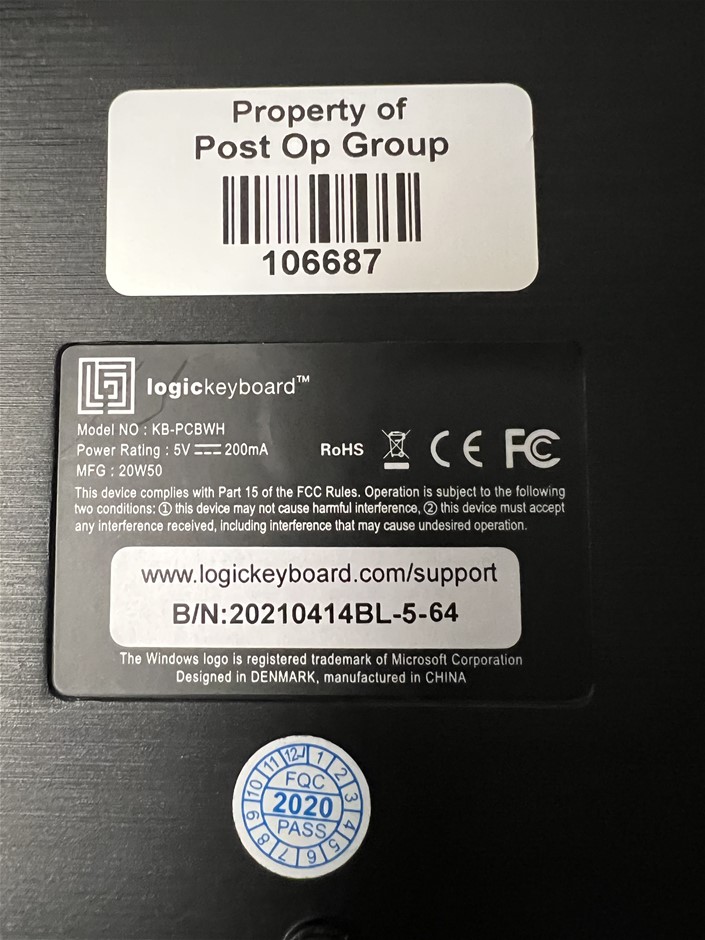 Property of
Post Op Group
106687
logickeyboard™
Model NO : KB-PCBWH
Power Rating : 5V ⎓ 200mA
MFG : 20W50
RoHS CE FC
This device complies with Part 15 of the FCC Rules. Operation is subject to the following
two conditions: ① this device may not cause harmful interference, ② this device must accept
any interference received, including interference that may cause undesired operation.
www.logickeyboard.com/support
B/N:20210414BL-5-64
The Windows logo is registered trademark of Microsoft Corporation
Designed in DENMARK, manufactured in CHINA
1 2 3 4 5 6 7 8 9 10 11 12
FQC
2020
PASS